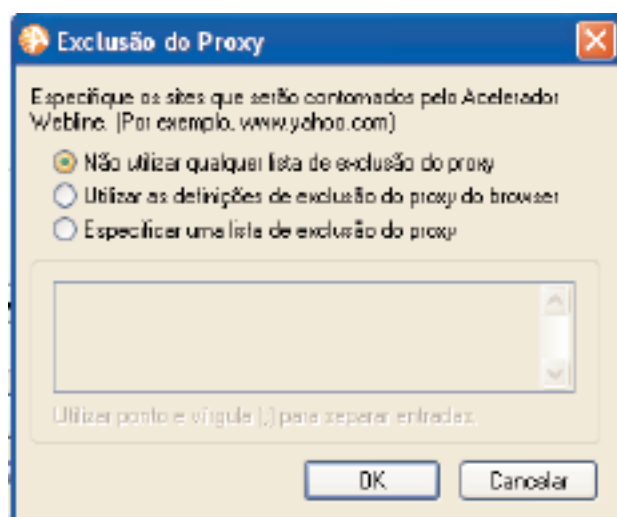 Exclusão do Proxy
Especifique os sites que serão contornados pelo Acelerador
Webline. (Por exemplo. www.yahoo.com)
Não utilizar qualquer lista de exclusão do proxy
Utilizar as definições de exclusão do proxy do browser
Especificar uma lista de exclusão do proxy
Utilizar ponto e vírgula (;) para separar entradas.
OK
Cancelar